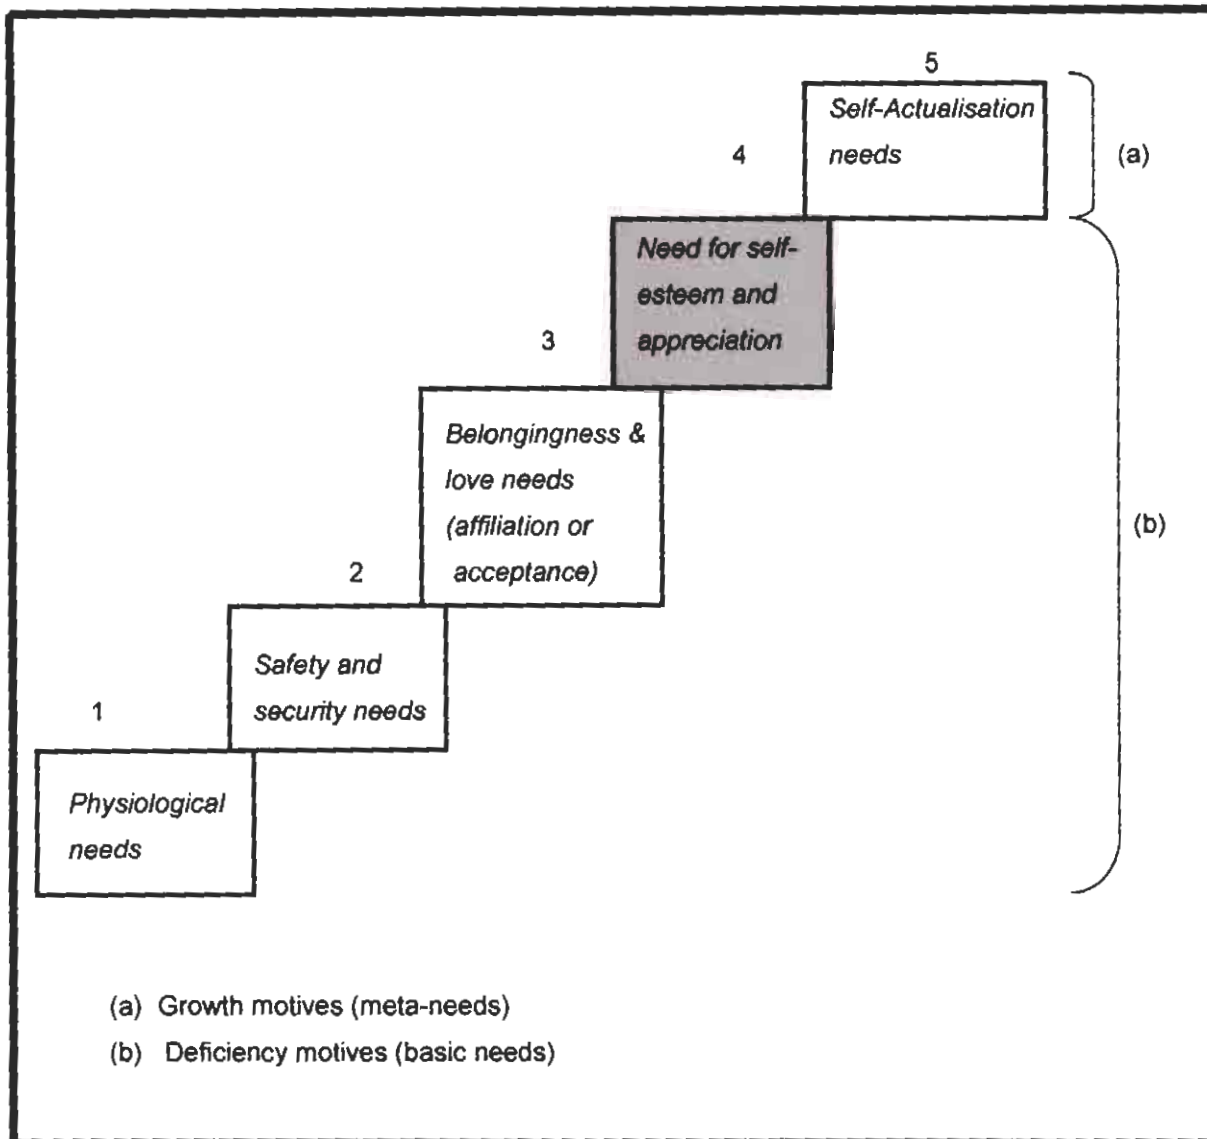 5
Self-Actualisation
needs
(a)
4
Need for self-
esteem and
appreciation
3
Belongingness &
love needs
(affiliation or
acceptance)
(b)
2
Safety and
security needs
1
Physiological
needs
(a) Growth motives (meta-needs)
(b) Deficiency motives (basic needs)